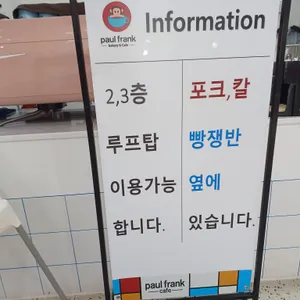 paul frank
bakery & cafe
Information
2,3층
루프탑
이용가능
합니다.
포크,칼
빵쟁반
옆에
있습니다.
paul frank
cafe